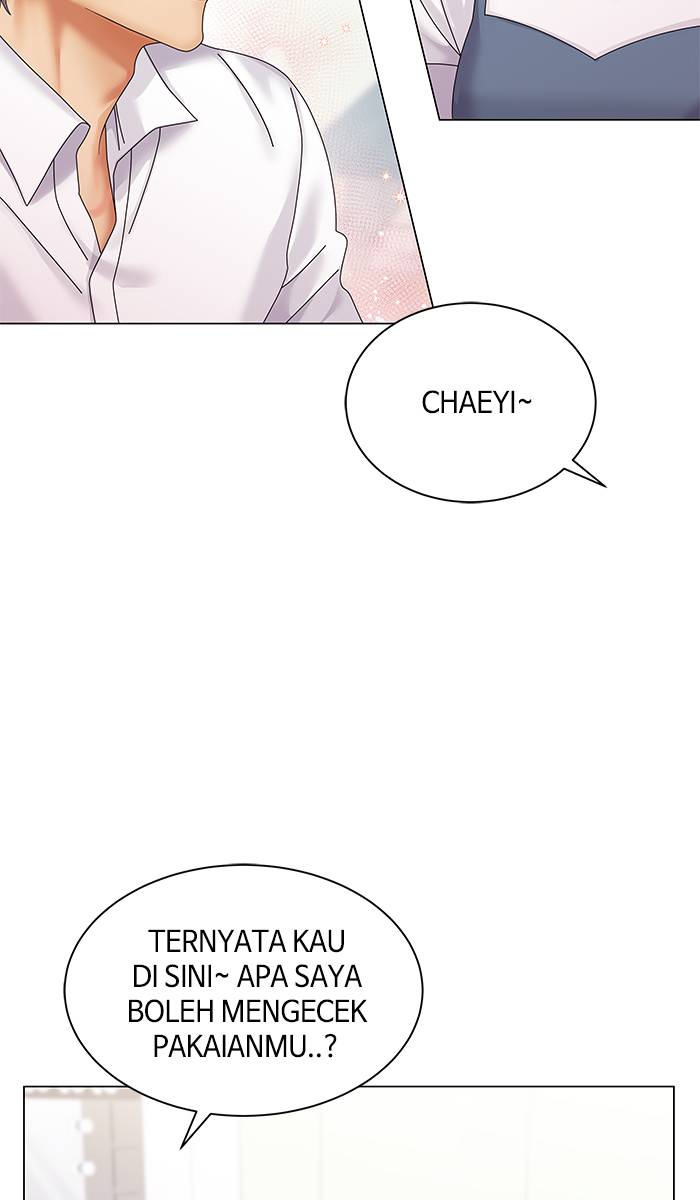 CHAEYI~
TERNYATA KAU
DI SINI~ APA SAYA
BOLEH MENGECEK
PAKAIANMU..?